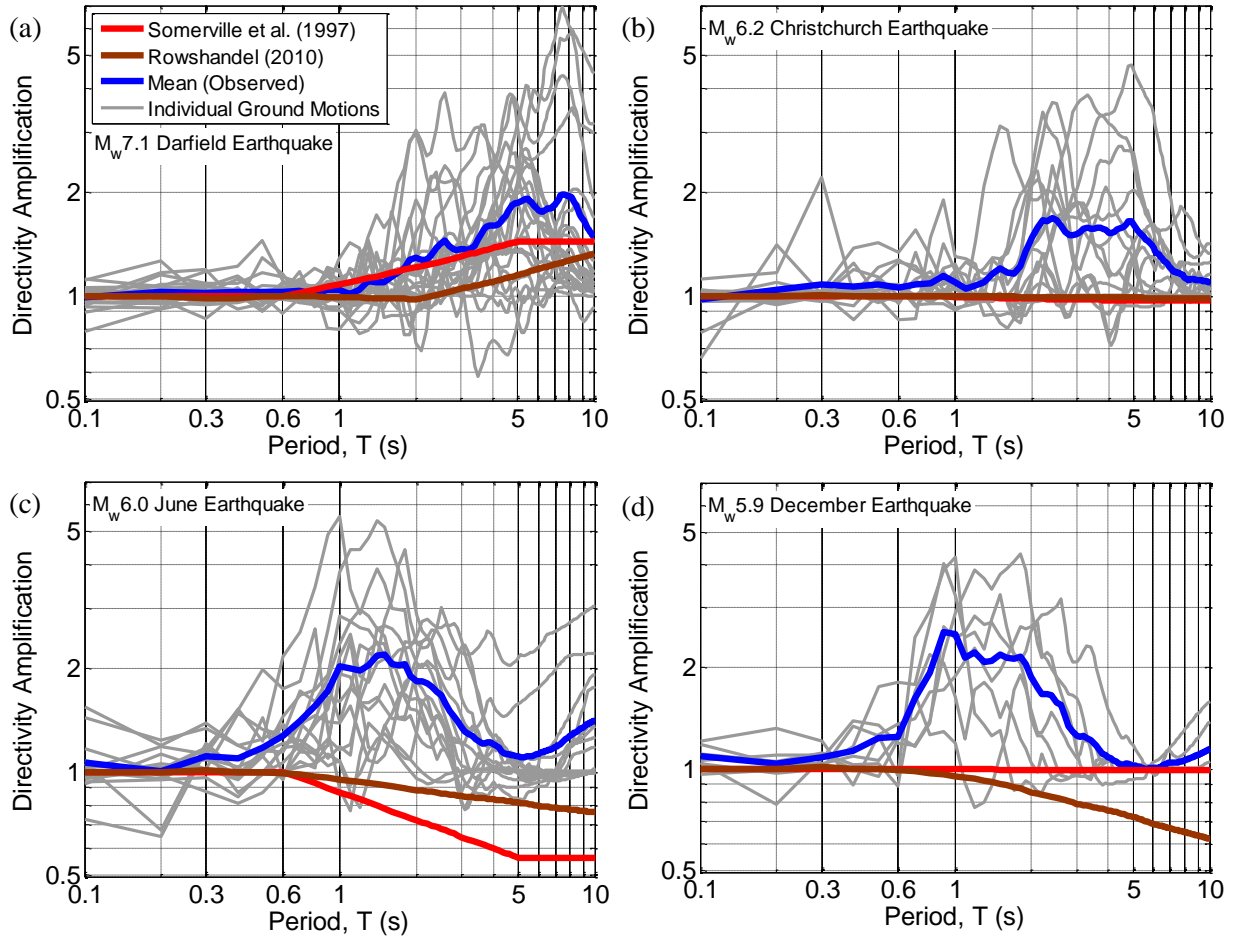 (a)
Somerville et al. (1997)
Rowshandel (2010)
Mean (Observed)
Individual Ground Motions
Mw7.1 Darfield Earthquake
Directivity Amplification
5
2
1
0.5
0.1 0.3 0.6 1 5 10
Period, T (s)
(b)
Mw6.2 Christchurch Earthquake
Directivity Amplification
5
2
1
0.5
0.1 0.3 0.6 1 5 10
Period, T (s)
(c)
Mw6.0 June Earthquake
Directivity Amplification
5
2
1
0.5
0.1 0.3 0.6 1 5 10
Period, T (s)
(d)
Mw5.9 December Earthquake
Directivity Amplification
5
2
1
0.5
0.1 0.3 0.6 1 5 10
Period, T (s)